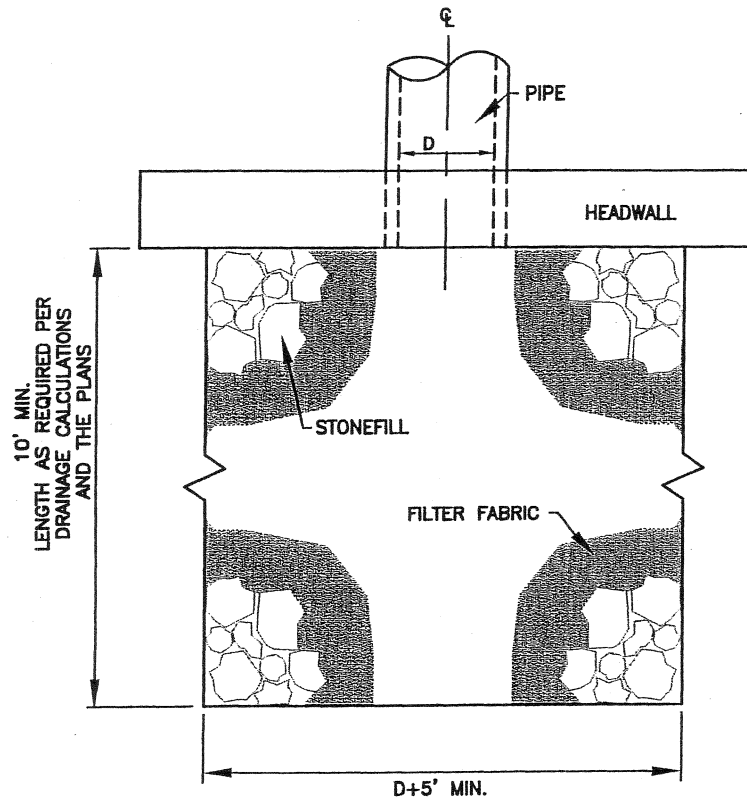 ℄
PIPE
D
HEADWALL
10' MIN.
LENGTH AS REQUIRED PER
DRAINAGE CALCULATIONS
AND THE PLANS
STONEFILL
FILTER FABRIC
D+5' MIN.